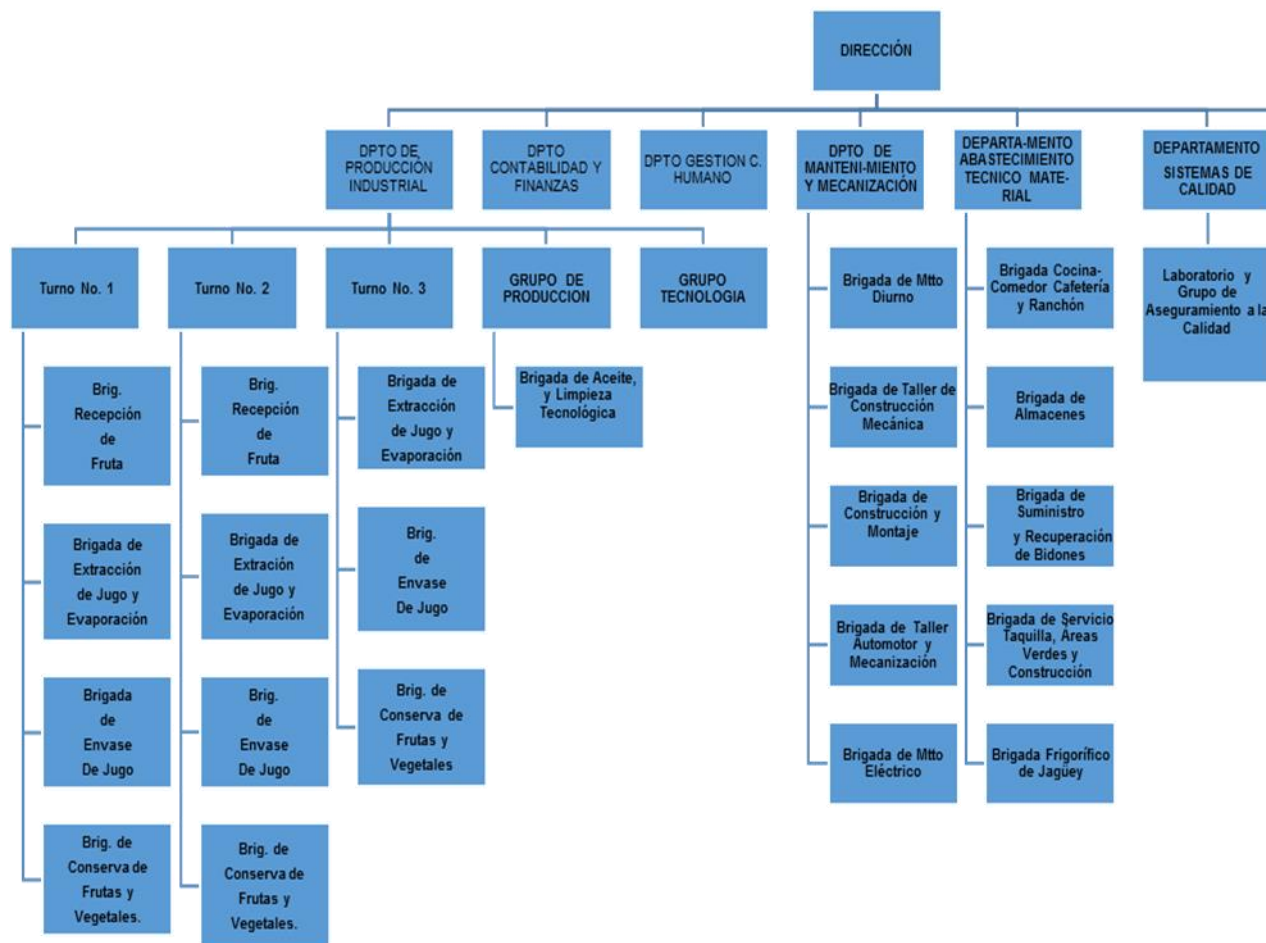 DIRECCIÓN
DPTO DE
PRODUCCIÓN
INDUSTRIAL
DPTO
CONTABILIDAD Y
FINANZAS
DPTO GESTION C.
HUMANO
DPTO DE
MANTENI-MIENTO
Y MECANIZACIÓN
DEPARTA-MENTO
ABASTECIMIENTO
TECNICO MATE-
RIAL
DEPARTAMENTO
SISTEMAS DE
CALIDAD
Turno No. 1
Turno No. 2
Turno No. 3
GRUPO DE
PRODUCCION
GRUPO
TECNOLOGIA
Brig.
Recepción
de
Fruta
Brigada de
Extracción
de Jugo y
Evaporación
Brigada
de
Envase
De Jugo
Brig. de
Conserva de
Frutas y
Vegetales.
Brig.
Recepción
de
Fruta
Brigada de
Extración
de Jugo y
Evaporación
Brig.
de
Envase
De Jugo
Brig. de
Conserva de
Frutas y
Vegetales.
Brigada de
Extracción
de Jugo y
Evaporación
Brig.
de
Envase
De Jugo
Brig. de
Conserva de
Frutas y
Vegetales
Brigada de Aceite,
y Limpieza
Tecnológica
Brigada de Mtto
Diurno
Brigada de Taller de
Construcción
Mecánica
Brigada de
Construcción y
Montaje
Brigada de Taller
Automotor y
Mecanización
Brigada de Mtto
Eléctrico
Brigada Cocina-
Comedor Cafetería
y Ranchón
Brigada de
Almacenes
Brigada de
Suministro
y Recuperación
de Bidones
Brigada de Servicio
Taquilla, Áreas
Verdes y
Construcción
Brigada Frigorífico
de Jagüey
Laboratorio y
Grupo de
Aseguramiento a la
Calidad